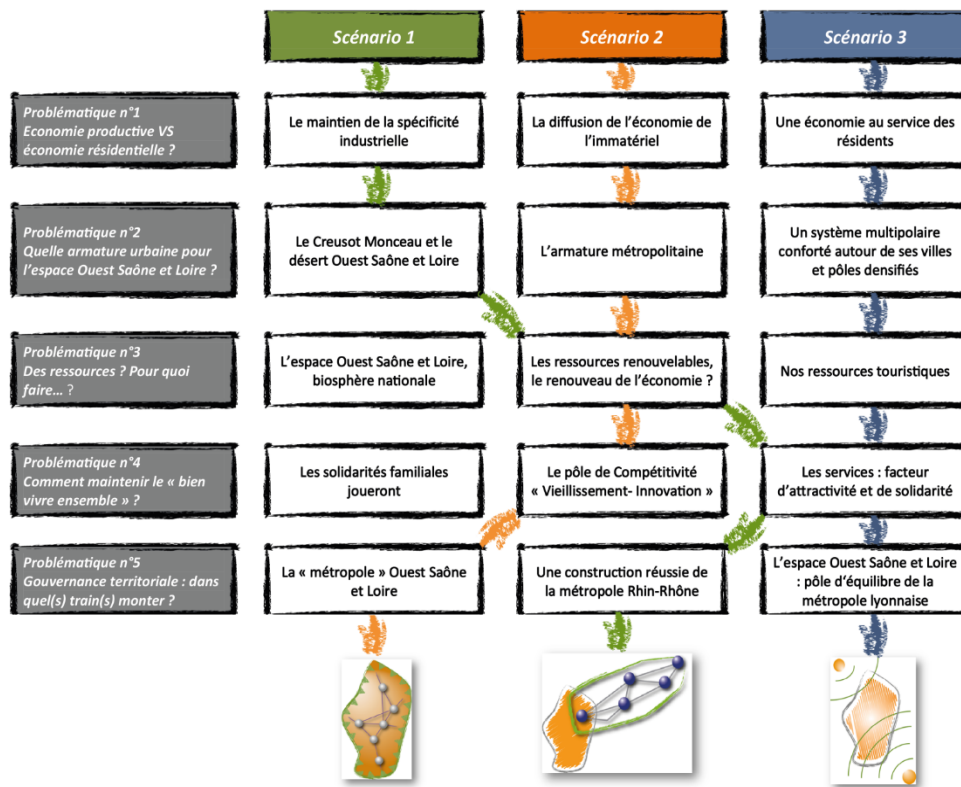 Scénario 1
Scénario 2
Scénario 3
Problématique n°1
Economie productive VS
économie résidentielle ?
Le maintien de la spécificité
industrielle
La diffusion de l'économie de
l'immatériel
Une économie au service des
résidents
Problématique n°2
Quelle armature urbaine pour
l'espace Ouest Saône et Loire ?
Le Creusot Monceau et le
désert Ouest Saône et Loire
L'armature métropolitaine
Un système multipolaire
conforté autour de ses villes
et pôles densifiés
Problématique n°3
Des ressources ? Pour quoi
faire… ?
L'espace Ouest Saône et Loire,
biosphère nationale
Les ressources renouvelables,
le renouveau de l'économie ?
Nos ressources touristiques
Problématique n°4
Comment maintenir le « bien
vivre ensemble » ?
Les solidarités familiales
joueront
Le pôle de Compétitivité
« Vieillissement- Innovation »
Les services : facteur
d'attractivité et de solidarité
Problématique n°5
Gouvernance territoriale : dans
quel(s) train(s) monter ?
La « métropole » Ouest Saône
et Loire
Une construction réussie de
la métropole Rhin-Rhône
L'espace Ouest Saône et Loire
: pôle d'équilibre de la
métropole lyonnaise